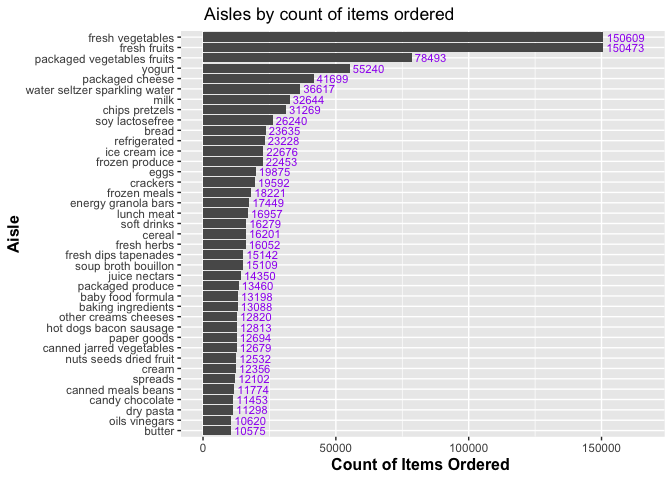 Aisles by count of items ordered
fresh vegetables 150609
fresh fruits 150473
packaged vegetables fruits 78493
yogurt 55240
packaged cheese 41699
water seltzer sparkling water 36617
milk 32644
chips pretzels 31269
soy lactosefree 26240
bread 23635
refrigerated 23228
ice cream ice 22676
frozen produce 22453
eggs 19875
crackers 19592
frozen meals 18221
energy granola bars 17449
lunch meat 16957
soft drinks 16279
cereal 16201
fresh herbs 16052
fresh dips tapenades 15142
soup broth bouillon 15109
juice nectars 14350
packaged produce 13460
baby food formula 13198
baking ingredients 13088
other creams cheeses 12820
hot dogs bacon sausage 12813
paper goods 12694
canned jarred vegetables 12679
nuts seeds dried fruit 12532
cream 12356
spreads 12102
canned meals beans 11774
candy chocolate 11453
dry pasta 11298
oils vinegars 10620
butter 10575
Aisle
0 50000 100000 150000
Count of Items Ordered